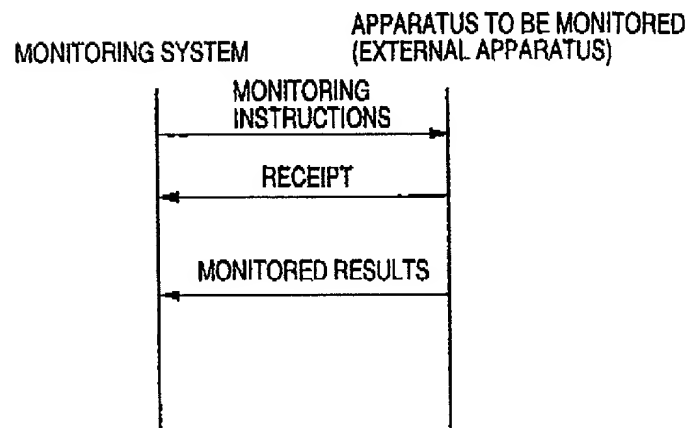 MONITORING SYSTEM
APPARATUS TO BE MONITORED
(EXTERNAL APPARATUS)
MONITORING
INSTRUCTIONS
RECEIPT
MONITORED RESULTS